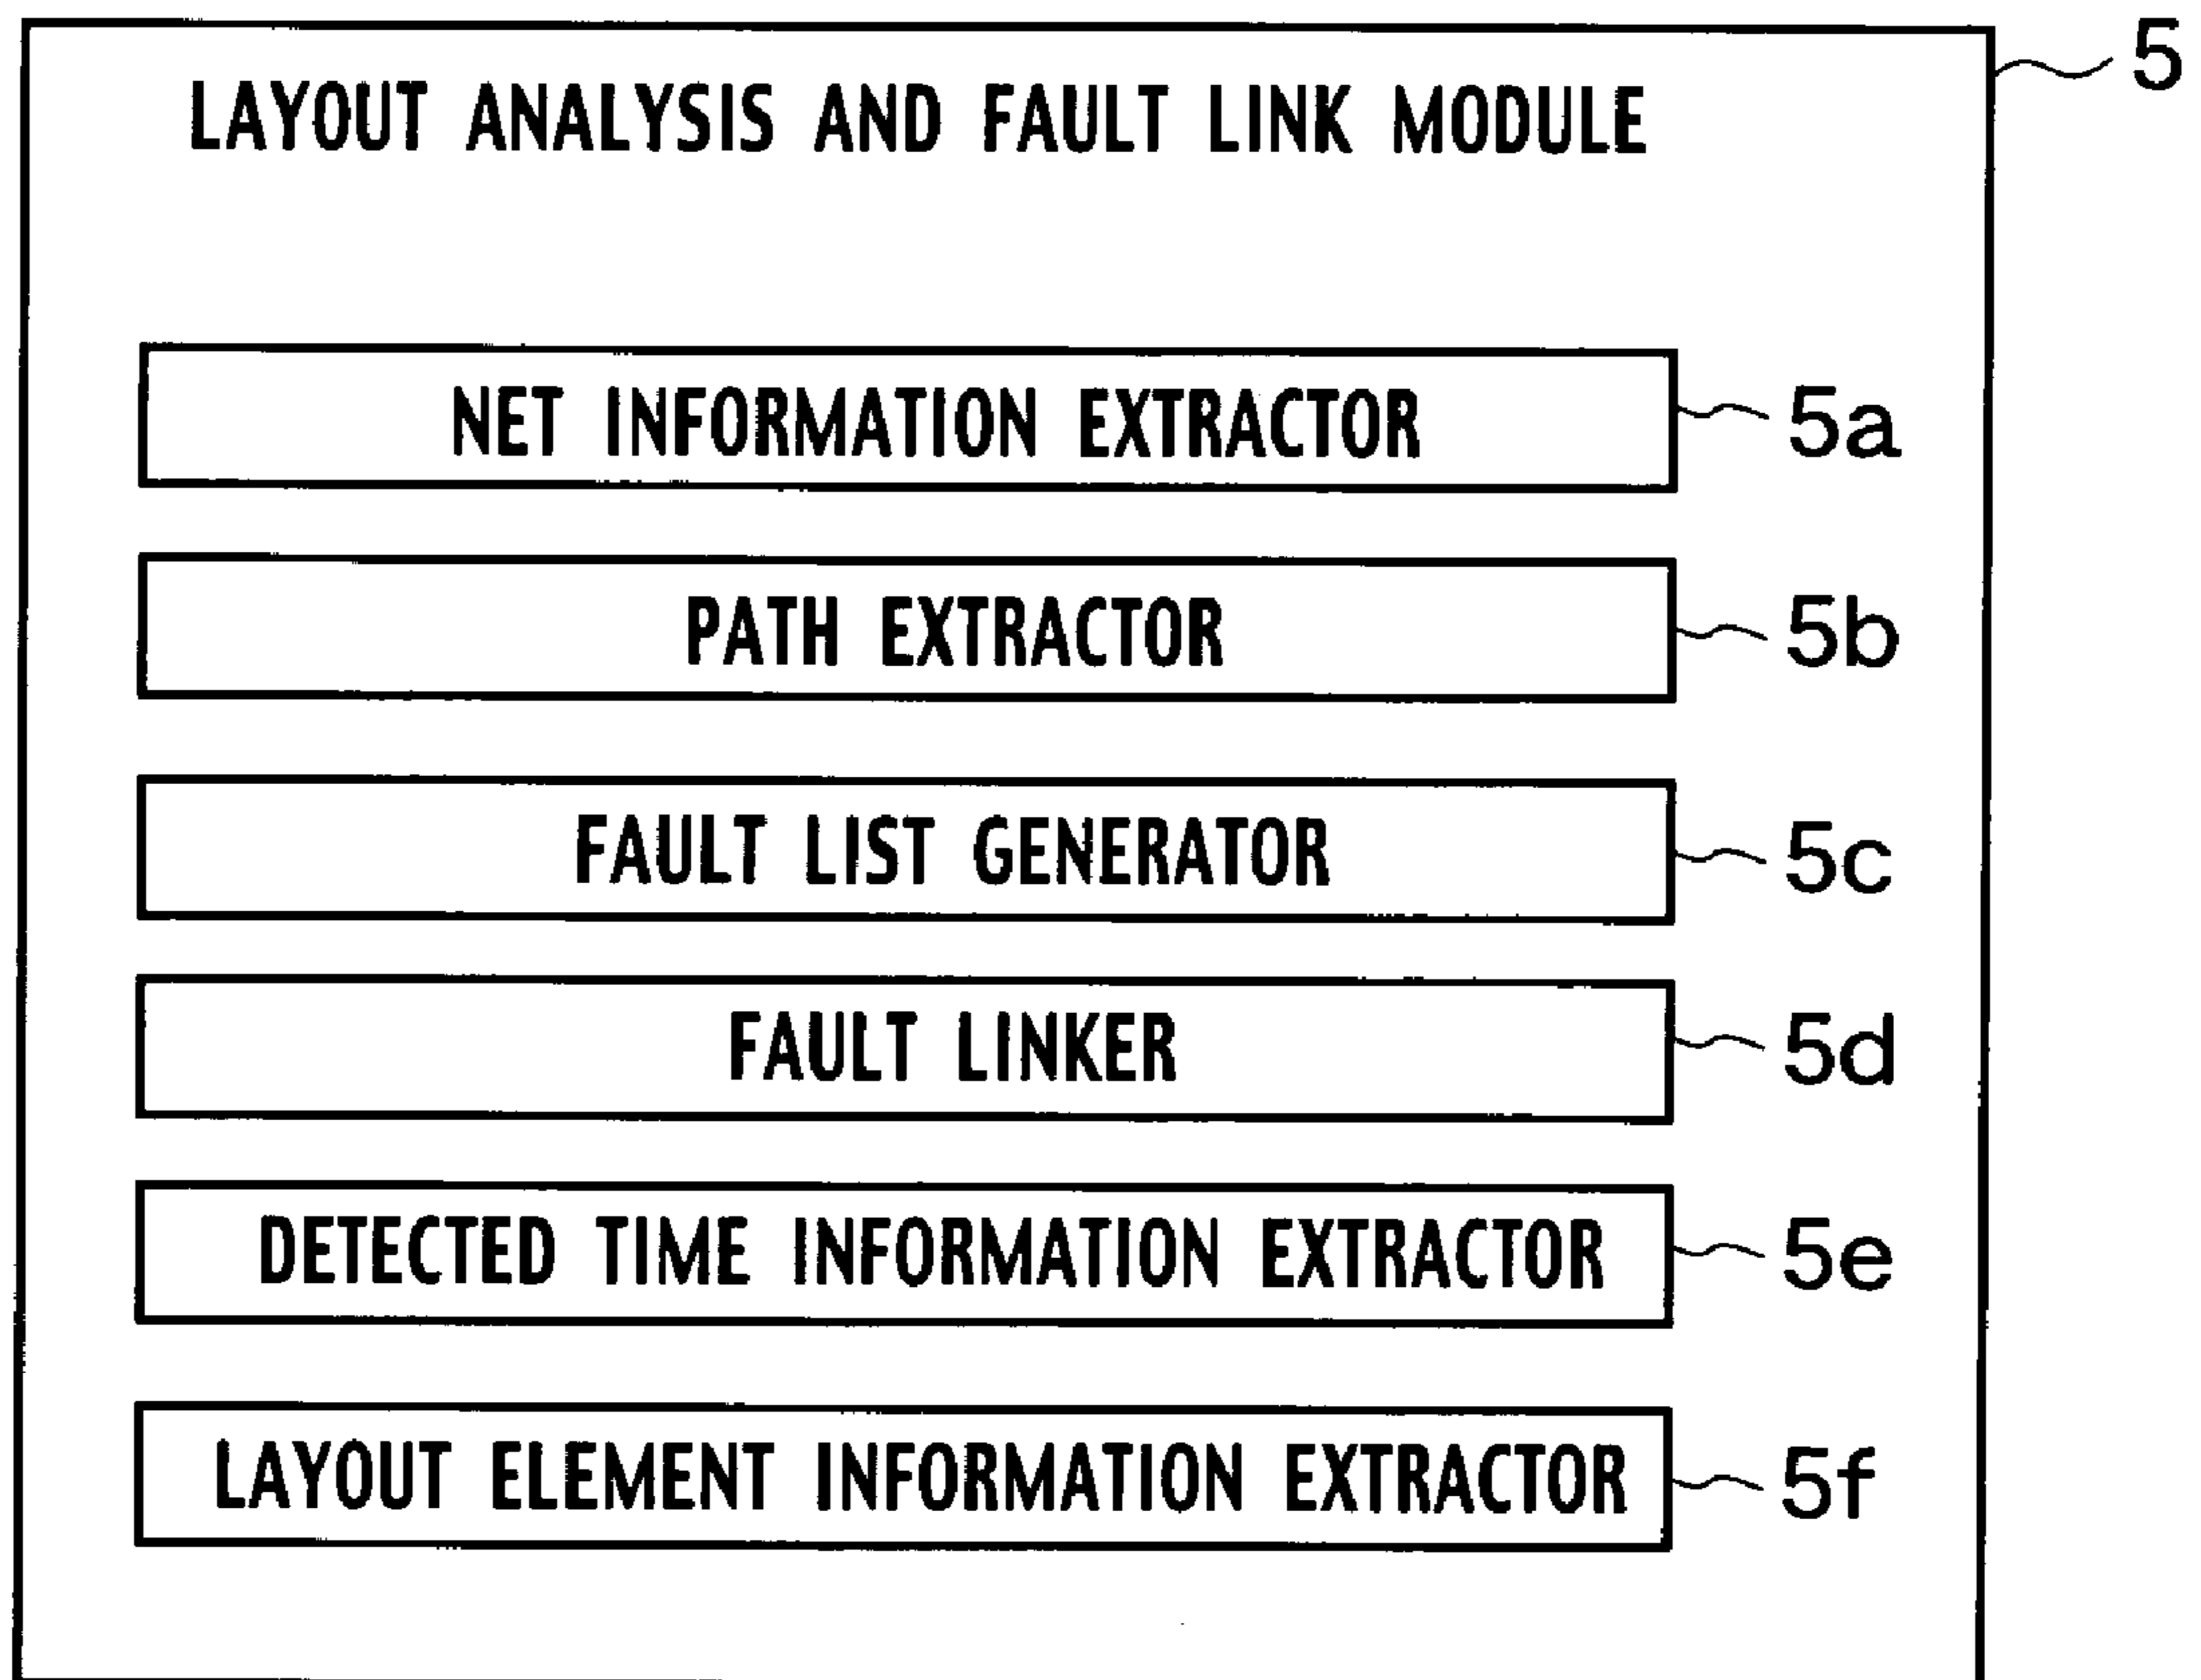 5
LAYOUT ANALYSIS AND FAULT LINK MODULE
NET INFORMATION EXTRACTOR 5a
PATH EXTRACTOR 5b
FAULT LIST GENERATOR 5c
FAULT LINKER 5d
DETECTED TIME INFORMATION EXTRACTOR 5e
LAYOUT ELEMENT INFORMATION EXTRACTOR 5f